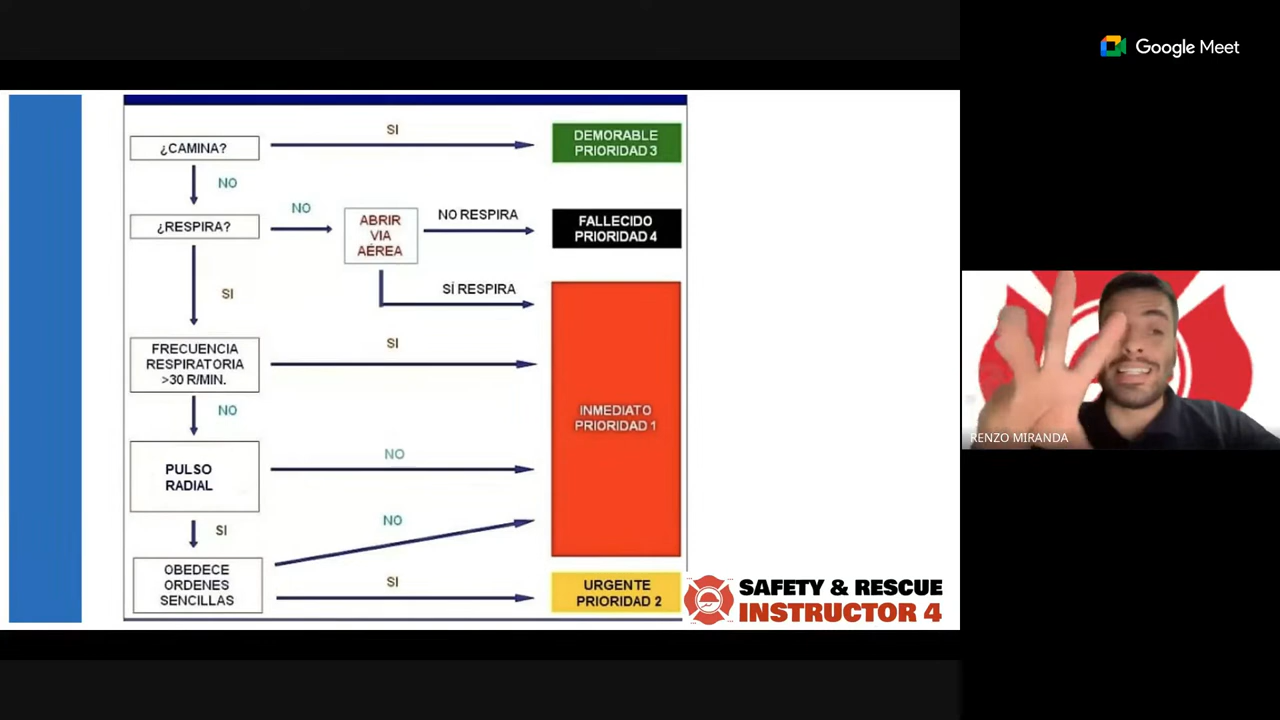 Google Meet
¿CAMINA?
SI
DEMORABLE
PRIORIDAD 3
NO
¿RESPIRA?
NO
ABRIR
VIA
AÉREA
NO RESPIRA
FALLECIDO
PRIORIDAD 4
SÍ RESPIRA
SI
FRECUENCIA
RESPIRATORIA
>30 R/MIN.
SI
INMEDIATO
PRIORIDAD 1
NO
PULSO
RADIAL
NO
SI
OBEDECE
ORDENES
SENCILLAS
NO
SI
URGENTE
PRIORIDAD 2
SAFETY & RESCUE
INSTRUCTOR 4
RENZO MIRANDA